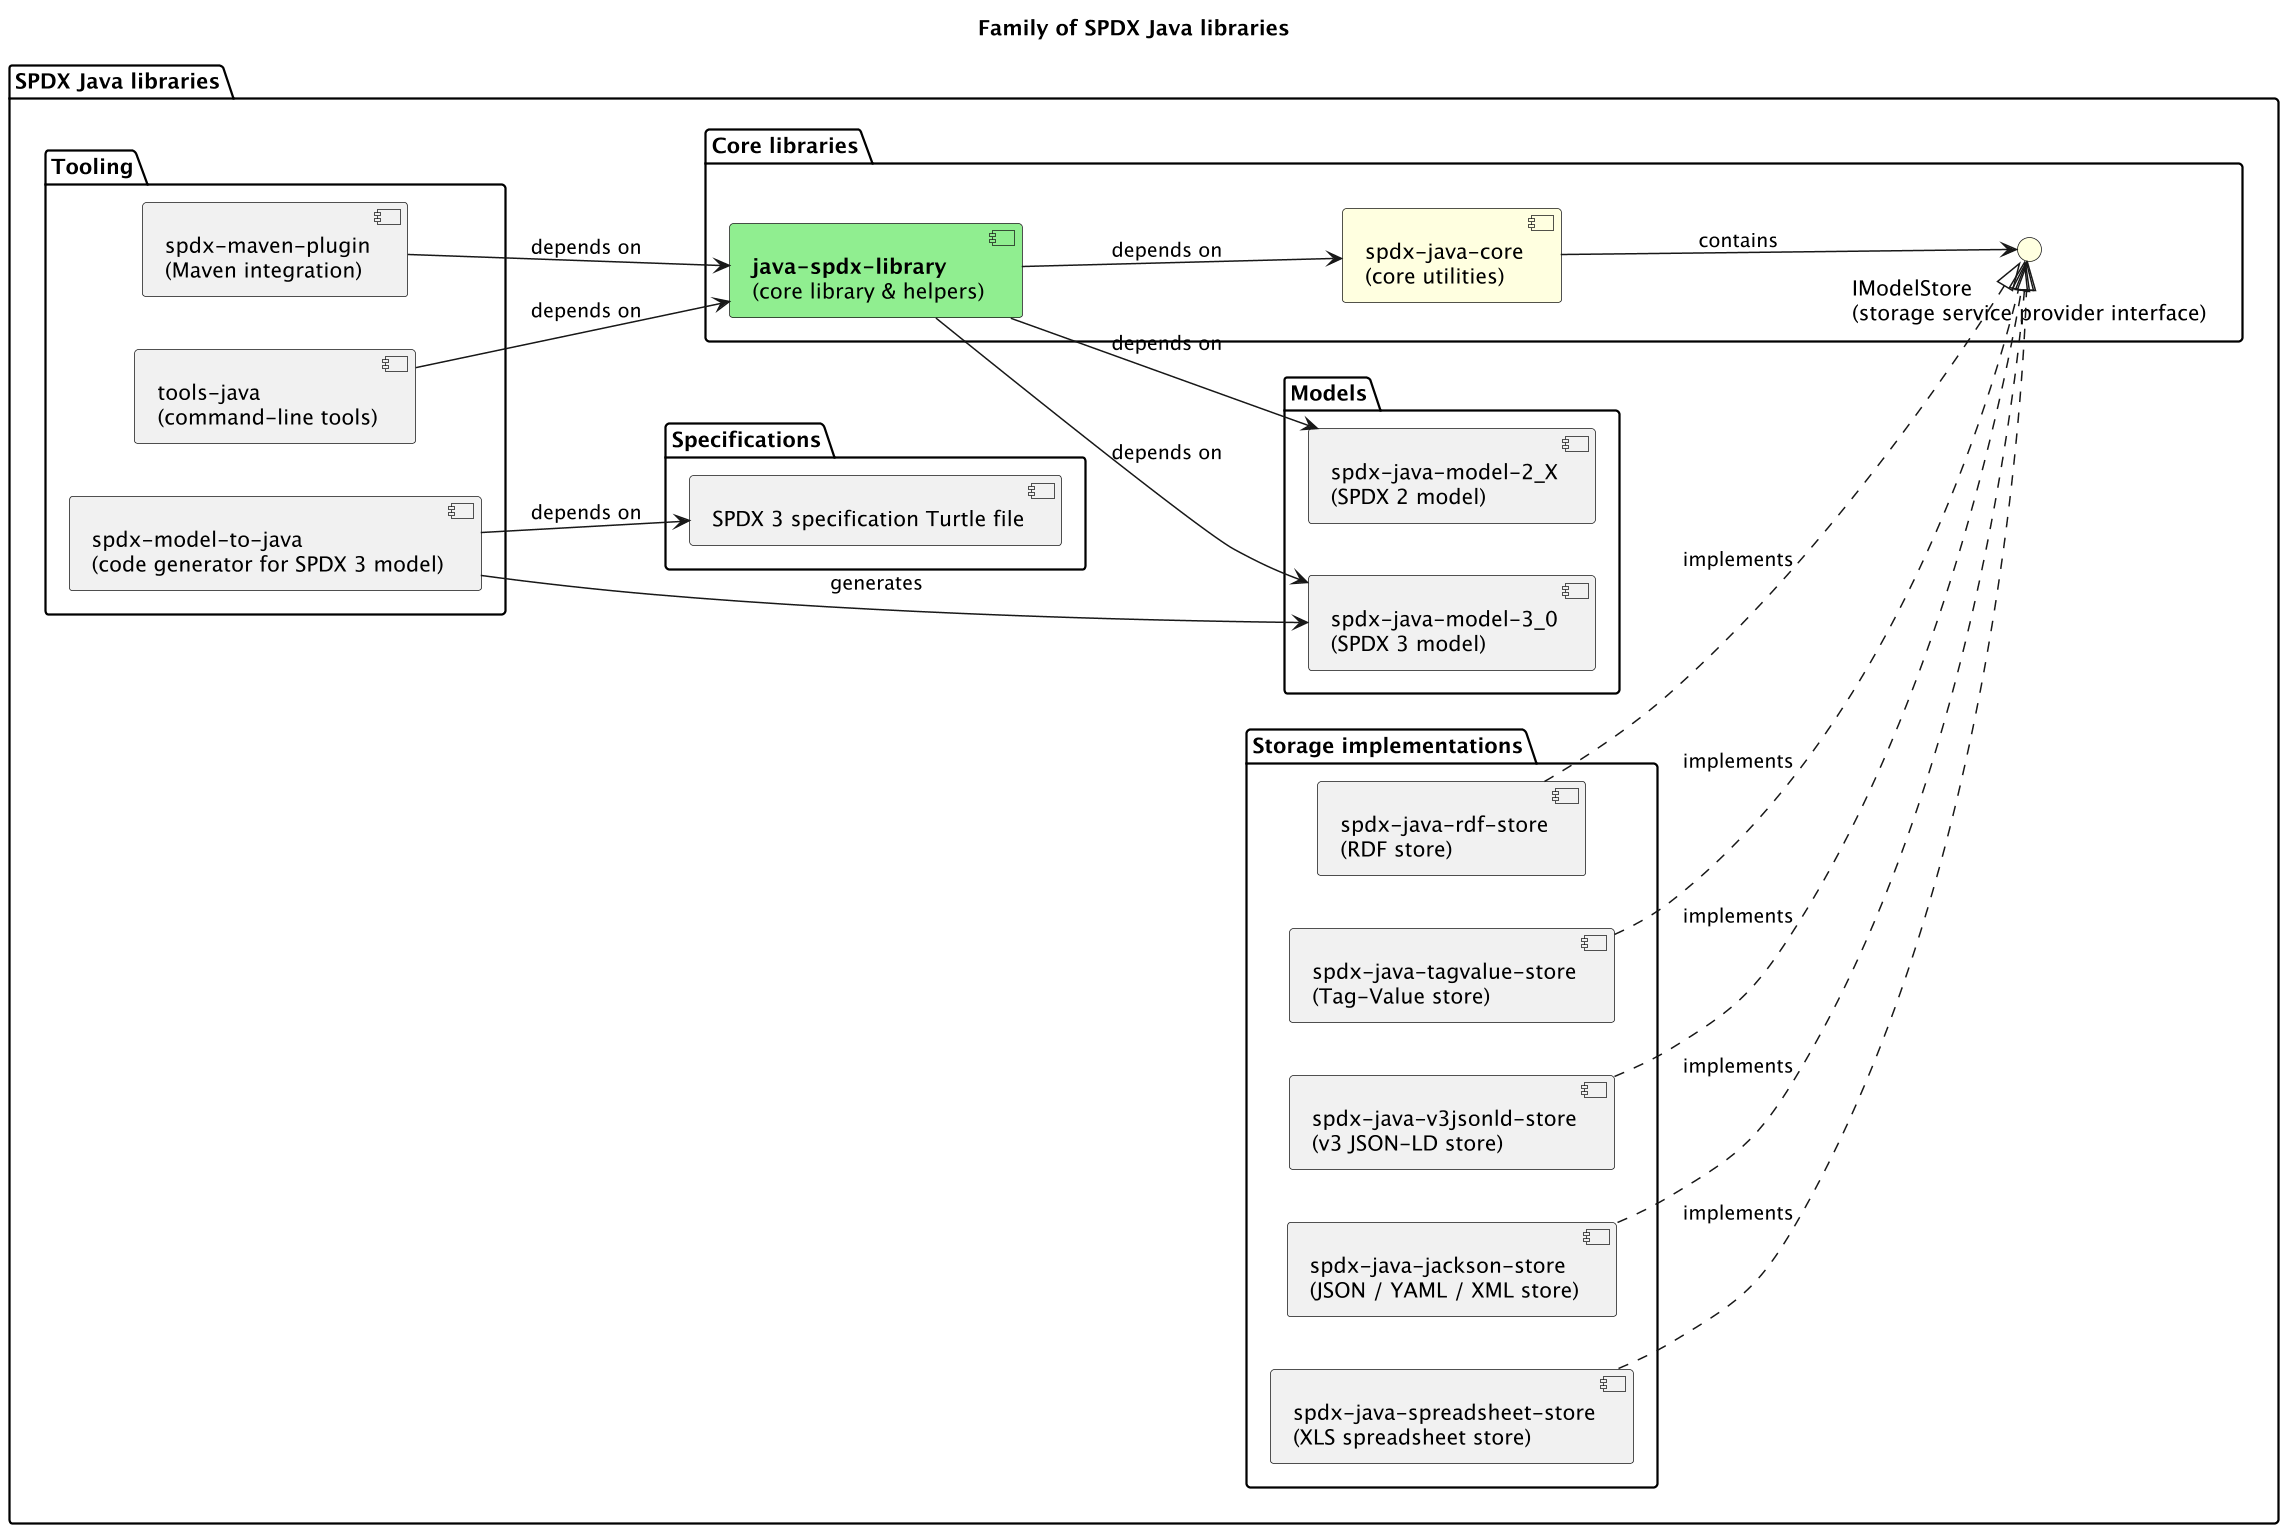 Family of SPDX Java libraries
SPDX Java libraries
Tooling
spdx-maven-plugin
(Maven integration)
tools-java
(command-line tools)
spdx-model-to-java
(code generator for SPDX 3 model)
depends on
depends on
depends on
generates
Core libraries
java-spdx-library
(core library & helpers)
depends on
spdx-java-core
(core utilities)
contains
IModelStore
(storage service provider interface)
depends on
depends on
Specifications
SPDX 3 specification Turtle file
Models
spdx-java-model-2_X
(SPDX 2 model)
spdx-java-model-3_0
(SPDX 3 model)
Storage implementations
spdx-java-rdf-store
(RDF store)
spdx-java-tagvalue-store
(Tag-Value store)
spdx-java-v3jsonld-store
(v3 JSON-LD store)
spdx-java-jackson-store
(JSON / YAML / XML store)
spdx-java-spreadsheet-store
(XLS spreadsheet store)
implements
implements
implements
implements
implements